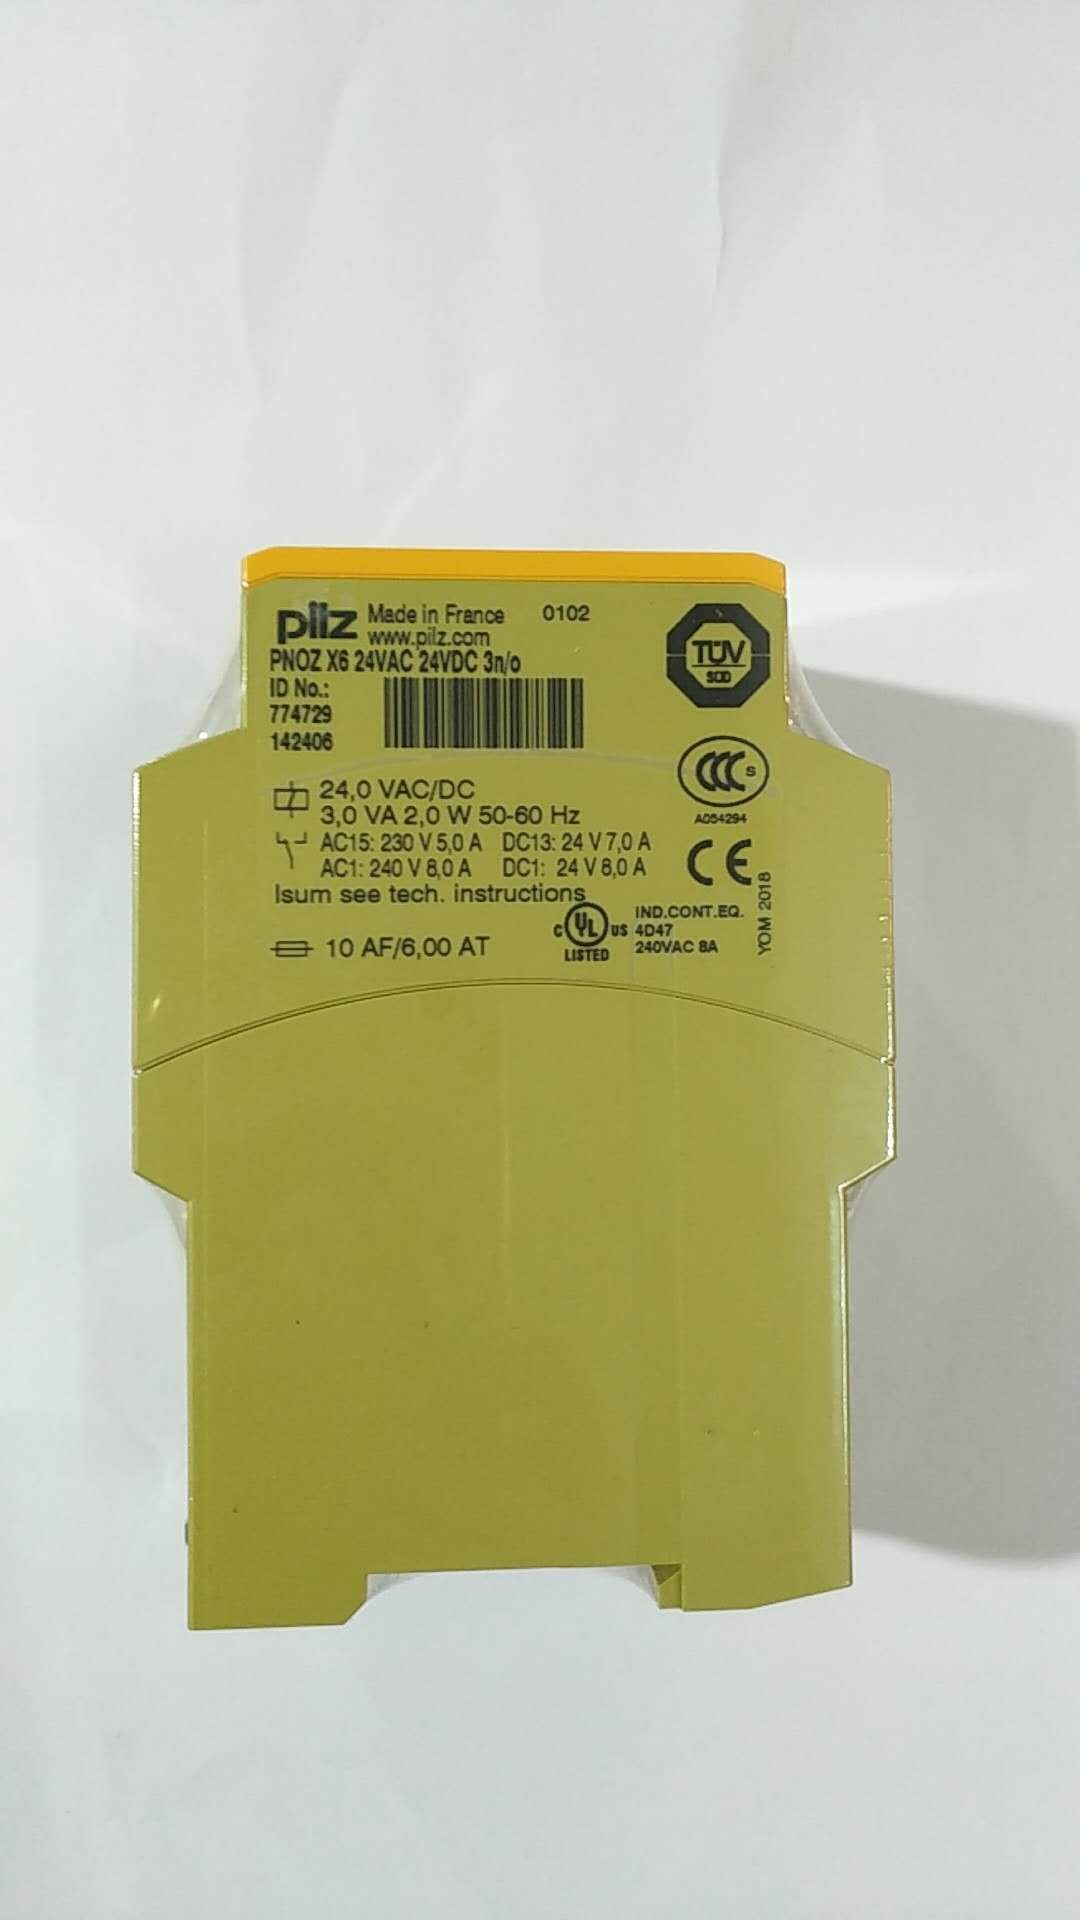 pilz Made in France 0102
www.pilz.com
PNOZ X6 24VAC 24VDC 3n/o
ID No.:
774729
142406
TÜV
SÜD
CCC S
A054294
24,0 VAC/DC
3,0 VA 2,0 W 50-60 Hz
AC15: 230 V 5,0 A DC13: 24 V 7,0 A
AC1: 240 V 8,0 A DC1: 24 V 8,0 A
CE
Isum see tech. instructions
10 AF/6,00 AT
C UL US
LISTED
IND.CONT.EQ.
4D47
240VAC 8A
YOM 2018